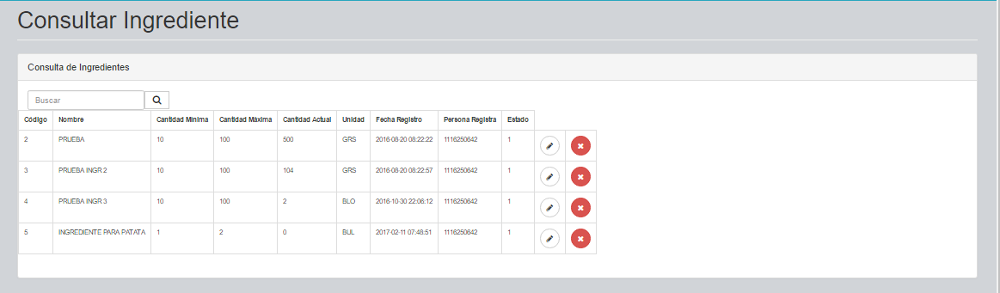 Consultar Ingrediente
Consulta de Ingredientes
Buscar
Código Nombre Cantidad Mínima Cantidad Máxima Cantidad Actual Unidad Fecha Registro Persona Registra Estado
2 PRUEBA 10 100 500 GRS 2016-08-20 08:22:22 1116250642 1
3 PRUEBA INGR 2 10 100 104 GRS 2016-08-20 08:22:57 1116250642 1
4 PRUEBA INGR 3 10 100 2 BLO 2016-10-30 22:06:12 1116250642 1
5 INGREDIENTE PARA PATATA 1 2 0 BUL 2017-02-11 07:48:51 1116250642 1